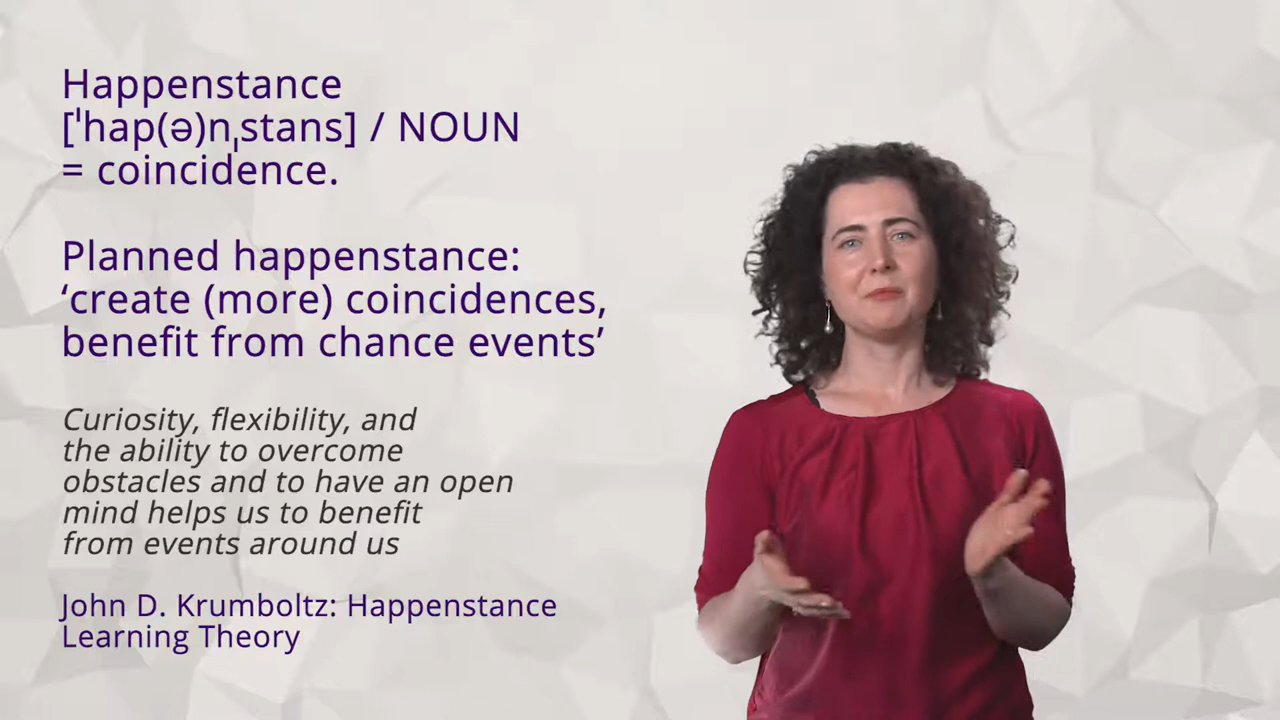 Happenstance
[ˈhap(ə)nˌstans] / NOUN
= coincidence.
Planned happenstance:
‘create (more) coincidences,
benefit from chance events’
Curiosity, flexibility, and
the ability to overcome
obstacles and to have an open
mind helps us to benefit
from events around us
John D. Krumboltz: Happenstance
Learning Theory